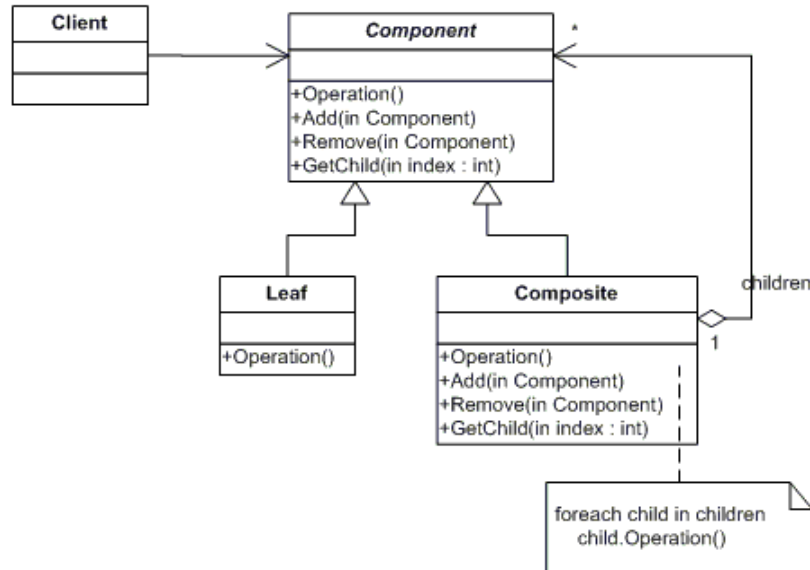 Client
Component
*
+Operation()
+Add(in Component)
+Remove(in Component)
+GetChild(in index : int)
children
Leaf
+Operation()
Composite
1
+Operation()
+Add(in Component)
+Remove(in Component)
+GetChild(in index : int)
foreach child in children
child.Operation()